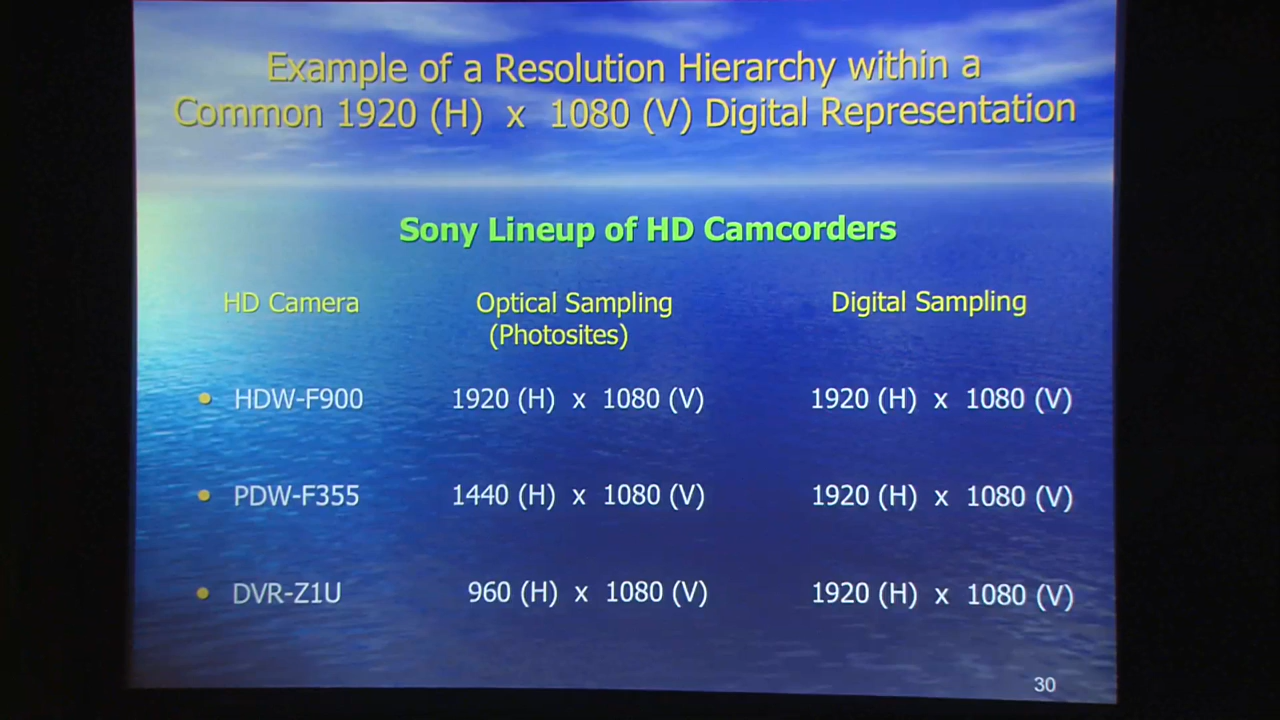 Example of a Resolution Hierarchy within a
Common 1920 (H) x 1080 (V) Digital Representation
Sony Lineup of HD Camcorders
HD Camera Optical Sampling Digital Sampling
(Photosites)
• HDW-F900 1920 (H) x 1080 (V) 1920 (H) x 1080 (V)
• PDW-F355 1440 (H) x 1080 (V) 1920 (H) x 1080 (V)
• DVR-Z1U 960 (H) x 1080 (V) 1920 (H) x 1080 (V)
30